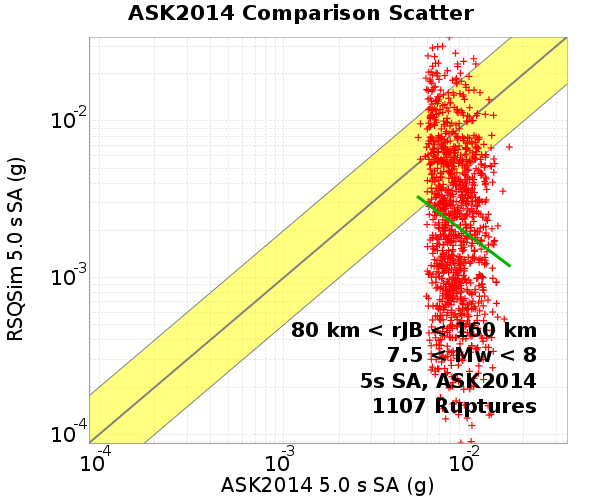 ASK2014 Comparison Scatter
RSQSim 5.0 s SA (g)
10-2
10-3
10-4
80 km < rJB < 160 km
7.5 < Mw < 8
5s SA, ASK2014
1107 Ruptures
10-4
10-3
10-2
ASK2014 5.0 s SA (g)